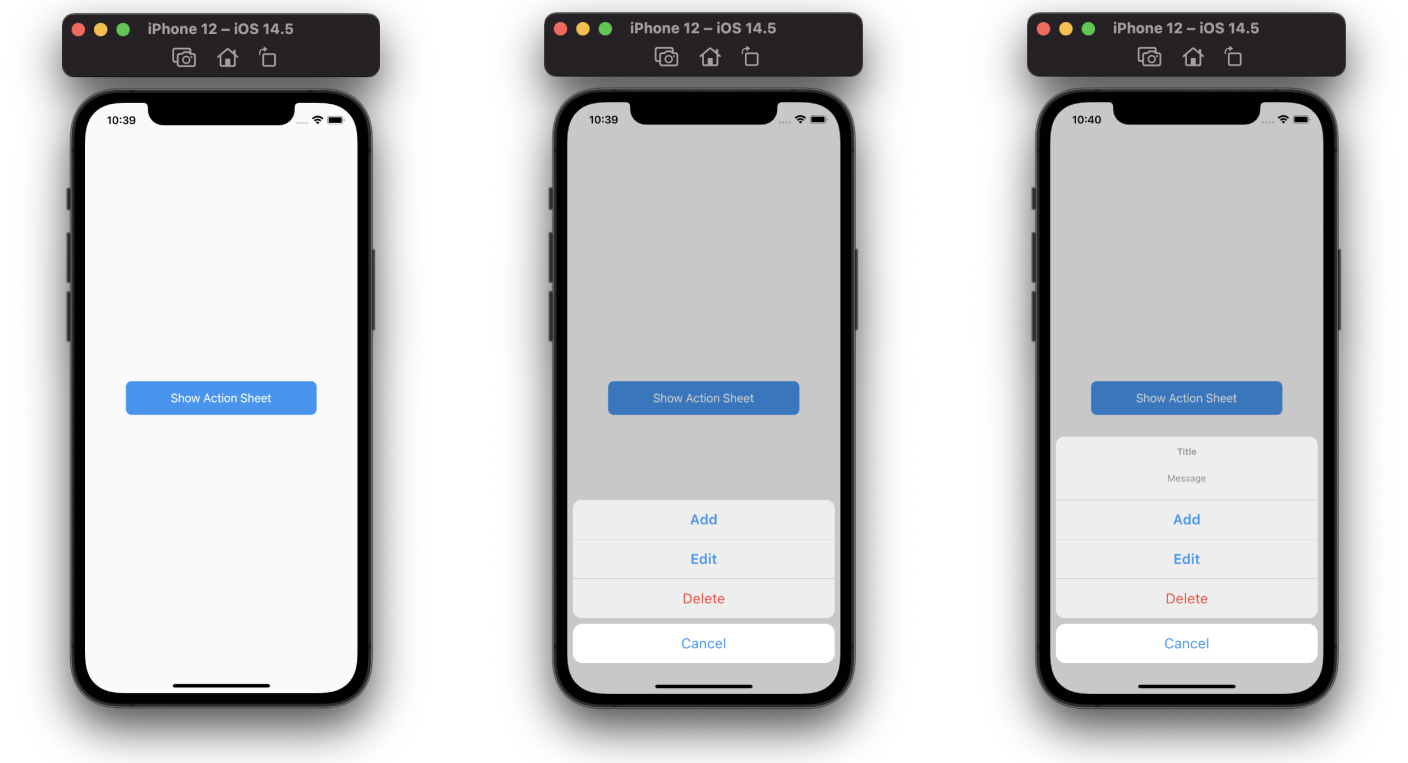 iPhone 12 – iOS 14.5
10:39
Show Action Sheet
iPhone 12 – iOS 14.5
10:39
Show Action Sheet
Add
Edit
Delete
Cancel
iPhone 12 – iOS 14.5
10:40
Show Action Sheet
Title
Message
Add
Edit
Delete
Cancel